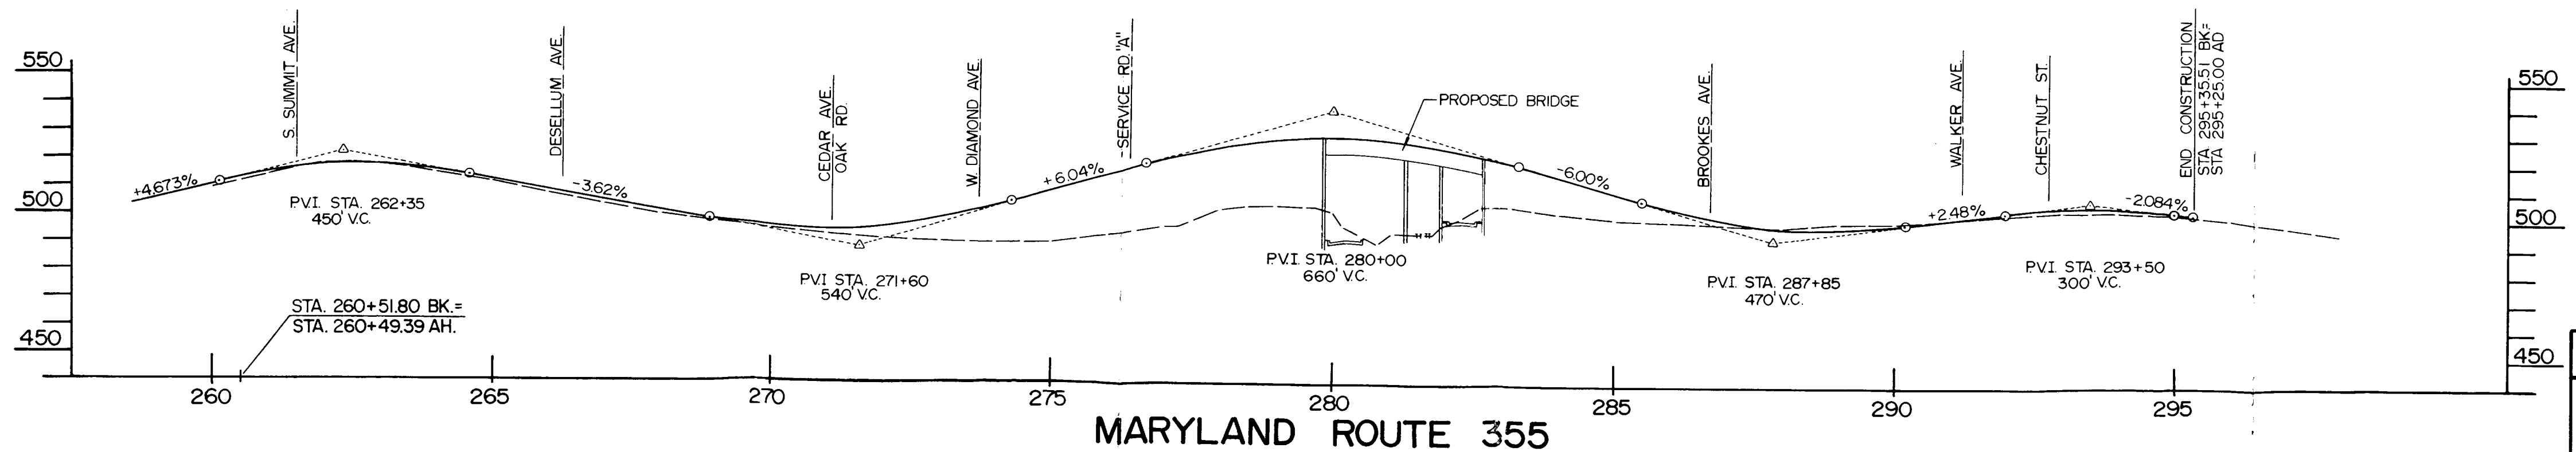 550
500
450
S. SUMMIT AVE.
DESELLUM AVE.
CEDAR AVE.
OAK RD.
W. DIAMOND AVE.
SERVICE RD. "A"
PROPOSED BRIDGE
BROOKES AVE.
WALKER AVE.
CHESTNUT ST.
END CONSTRUCTION
STA. 295+35.51 BK.=
STA 295+25.00 AD
550
500
450
+4.673%
-3.62%
+6.04%
-6.00%
+2.48%
-2.084%
P.V.I. STA. 262+35
450' V.C.
P.V.I STA. 271+60
540' V.C.
P.V.I. STA. 280+00
660' V.C.
P.V.I. STA. 287+85
470' V.C.
P.V.I. STA. 293+50
300' V.C.
STA. 260+51.80 BK.=
STA. 260+49.39 AH.
260
265
270
275
280
285
290
295
MARYLAND ROUTE 355